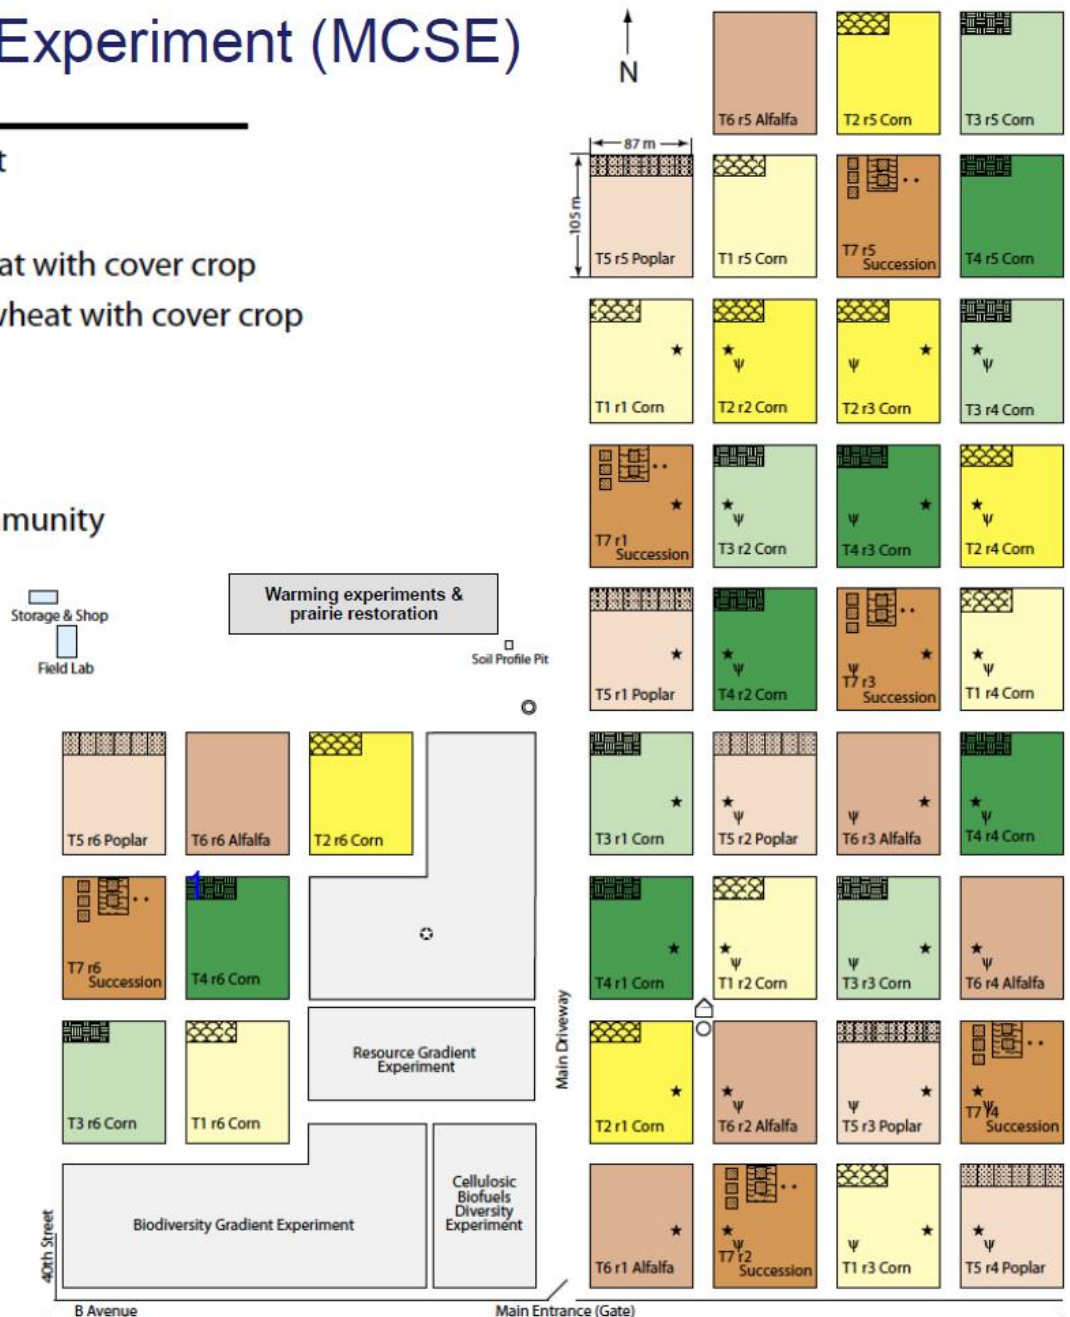 Experiment (MCSE)
t
at with cover crop
wheat with cover crop
munity
N
87 m
105 m
T6 r5 Alfalfa
T2 r5 Corn
T3 r5 Corn
T5 r5 Poplar
T1 r5 Corn
T7 r5
Succession
T4 r5 Corn
T1 r1 Corn
T2 r2 Corn
T2 r3 Corn
T3 r4 Corn
T7 r1
Succession
T3 r2 Corn
T4 r3 Corn
T2 r4 Corn
Storage & Shop
Field Lab
Warming experiments &
prairie restoration
Soil Profile Pit
T5 r1 Poplar
T4 r2 Corn
T7 r3
Succession
T1 r4 Corn
T5 r6 Poplar
T6 r6 Alfalfa
T2 r6 Corn
T3 r1 Corn
T5 r2 Poplar
T6 r3 Alfalfa
T4 r4 Corn
1
T7 r6
Succession
T4 r6 Corn
T4 r1 Corn
T1 r2 Corn
T3 r3 Corn
T6 r4 Alfalfa
T3 r6 Corn
T1 r6 Corn
Resource Gradient
Experiment
Main Driveway
T2 r1 Corn
T6 r2 Alfalfa
T5 r3 Poplar
T7 r4
Succession
Biodiversity Gradient Experiment
Cellulosic
Biofuels
Diversity
Experiment
T6 r1 Alfalfa
T7 r2
Succession
T1 r3 Corn
T5 r4 Poplar
40th Street
B Avenue
Main Entrance (Gate)